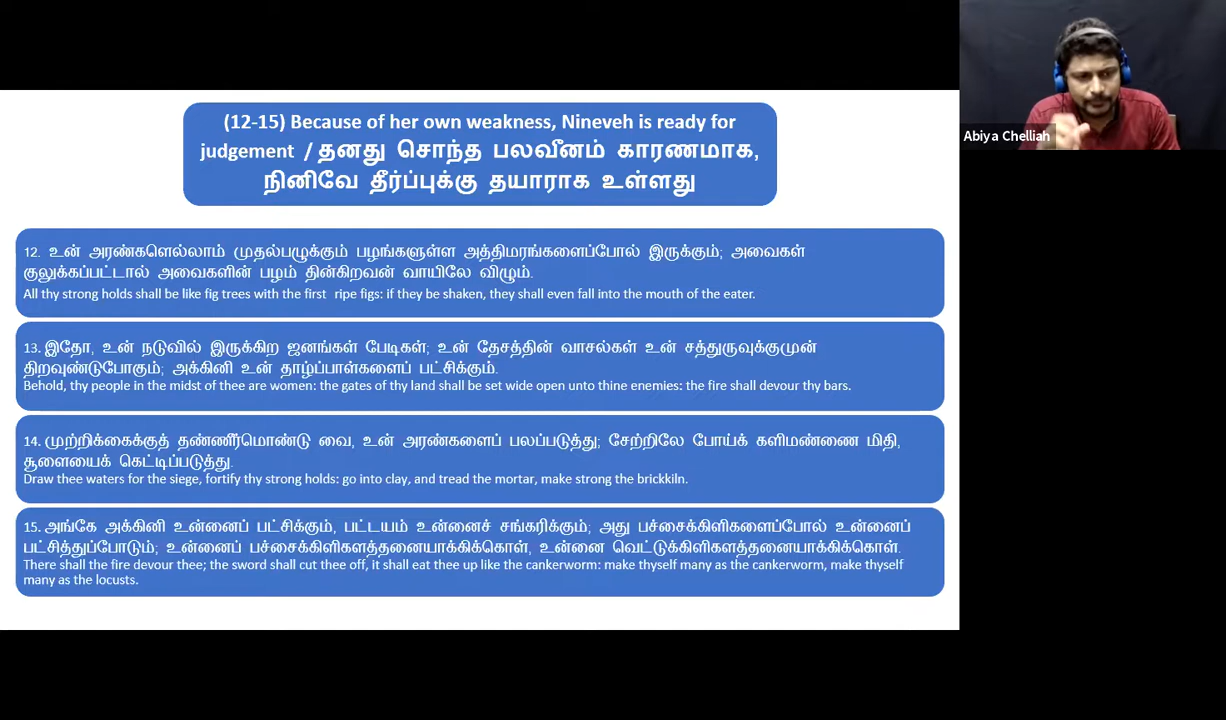 (12-15) Because of her own weakness, Nineveh is ready for
judgement / தனது சொந்த பலவீனம் காரணமாக,
நினிவே தீர்ப்புக்கு தயாராக உள்ளது
Abiya Chelliah
12. உன் அரண்களெல்லாம் முதல்பழுக்கும் பழங்களுள்ள அத்திமரங்களைப்போல் இருக்கும்; அவைகள்
குலுக்கப்பட்டால் அவைகளின் பழம் தின்கிறவன் வாயிலே விழும்.
All thy strong holds shall be like fig trees with the first ripe figs: if they be shaken, they shall even fall into the mouth of the eater.
13. இதோ, உன் நடுவில் இருக்கிற ஜனங்கள் பேடிகள்; உன் தேசத்தின் வாசல்கள் உன் சத்துருவுக்குமுன்
திறவுண்டுபோகும்; அக்கினி உன் தாழ்ப்பாள்களைப் பட்சிக்கும்.
Behold, thy people in the midst of thee are women: the gates of thy land shall be set wide open unto thine enemies: the fire shall devour thy bars.
14. முற்றிக்கைக்குத் தண்ணீர்மொண்டு வை, உன் அரண்களைப் பலப்படுத்து; சேற்றிலே போய்க் களிமண்ணை மிதி,
சூளையைக் கெட்டிப்படுத்து.
Draw thee waters for the siege, fortify thy strong holds: go into clay, and tread the mortar, make strong the brickkiln.
15. அங்கே அக்கினி உன்னைப் பட்சிக்கும், பட்டயம் உன்னைச் சங்கரிக்கும்; அது பச்சைக்கிளிகளைப்போல் உன்னைப்
பட்சித்துப்போடும்; உன்னைப் பச்சைக்கிளிகளத்தனையாக்கிக்கொள், உன்னை வெட்டுக்கிளிகளத்தனையாக்கிக்கொள்.
There shall the fire devour thee; the sword shall cut thee off, it shall eat thee up like the cankerworm: make thyself many as the cankerworm, make thyself
many as the locusts.